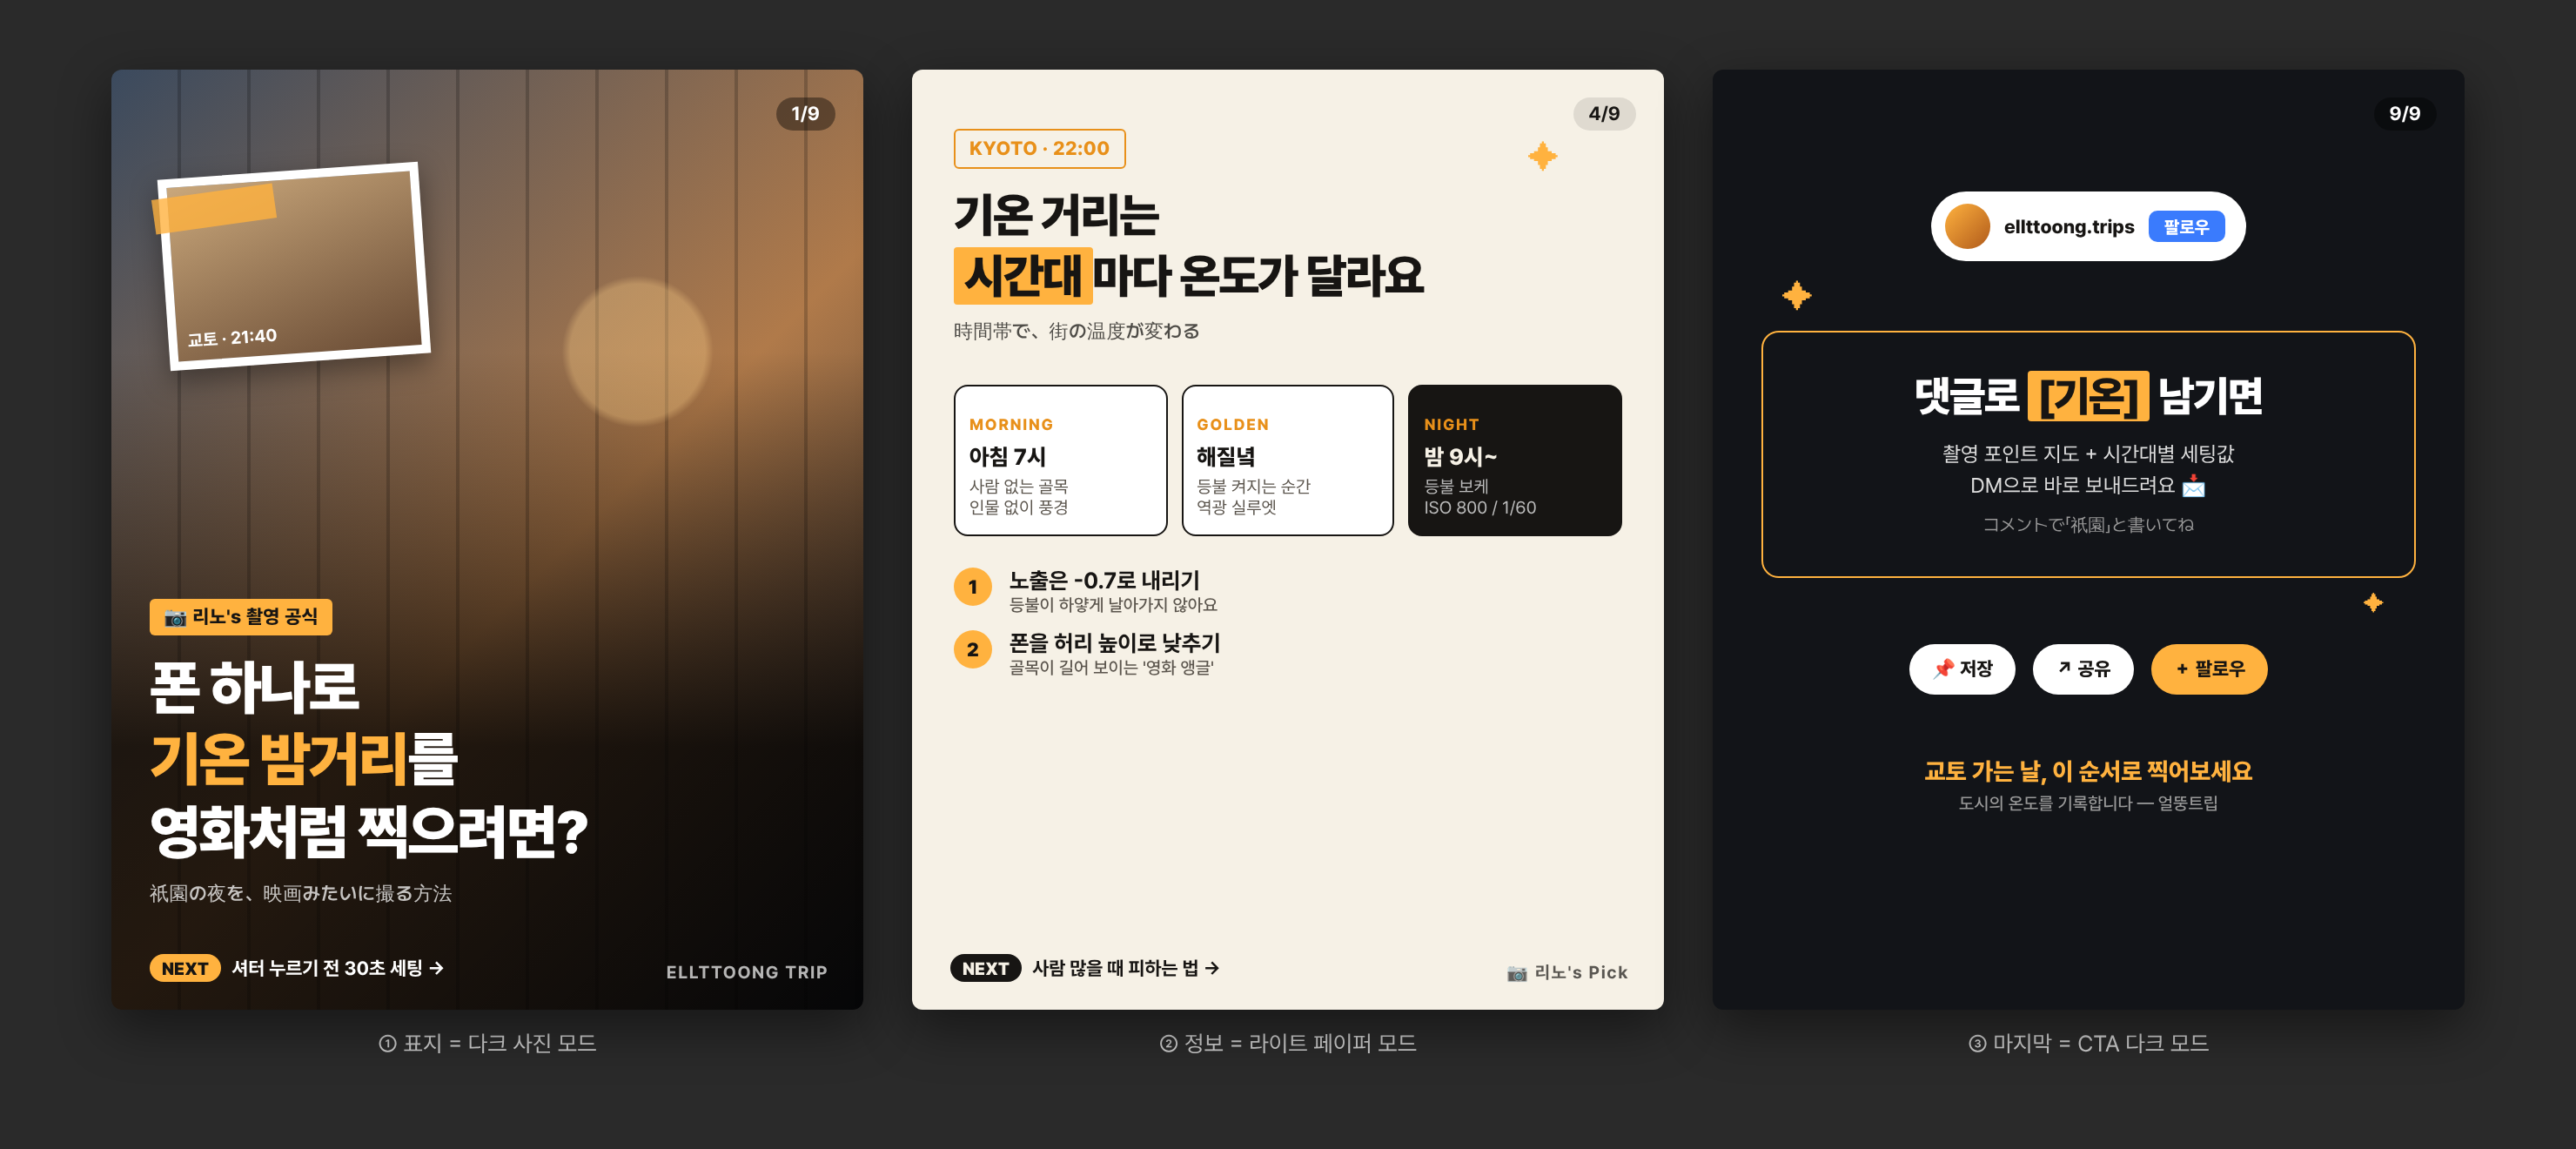 1/9
교토 · 21:40
📷 리노's 촬영 공식
폰 하나로
기온 밤거리를
영화처럼 찍으려면?
祇園の夜を、映画みたいに撮る方法
NEXT 셔터 누르기 전 30초 세팅 →
ELLTTOONG TRIP
① 표지 = 다크 사진 모드
4/9
KYOTO · 22:00
기온 거리는
시간대 마다 온도가 달라요
時間帯で、街の温度が変わる
MORNING
아침 7시
사람 없는 골목
인물 없이 풍경
GOLDEN
해질녘
등불 켜지는 순간
역광 실루엣
NIGHT
밤 9시~
등불 보케
ISO 800 / 1/60
1 노출은 -0.7로 내리기
등불이 하얗게 날아가지 않아요
2 폰을 허리 높이로 낮추기
골목이 길어 보이는 '영화 앵글'
NEXT 사람 많을 때 피하는 법 →
📷 리노's Pick
② 정보 = 라이트 페이퍼 모드
9/9
ellttoong.trips 팔로우
댓글로 [기온] 남기면
촬영 포인트 지도 + 시간대별 세팅값
DM으로 바로 보내드려요 📩
コメントで「祇園」と書いてね
📌 저장
↗ 공유
+ 팔로우
교토 가는 날, 이 순서로 찍어보세요
도시의 온도를 기록합니다 — 얼뚱트립
③ 마지막 = CTA 다크 모드